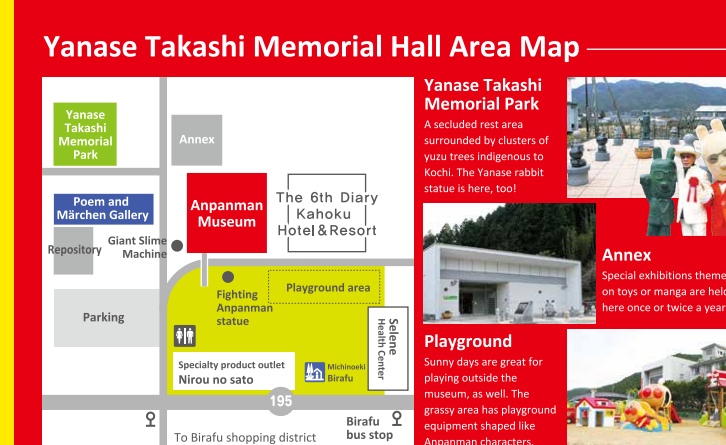 Yanase Takashi Memorial Hall Area Map
Yanase
Takashi
Memorial
Park
Annex
Poem and
Märchen Gallery
Anpanman
Museum
The 6th Diary
Kahoku
Hotel & Resort
Repository
Giant Slime
Machine
Fighting
Anpanman
statue
Playground area
Parking
Selene
Health Center
Specialty product outlet
Nirou no sato
Michinoeki
Birafu
195
To Birafu shopping district
Birafu
bus stop
Yanase Takashi
Memorial Park
A secluded rest area
surrounded by clusters of
yuzu trees indigenous to
Kochi. The Yanase rabbit
statue is here, too!
Annex
Special exhibitions theme
on toys or manga are held
here once or twice a year
Playground
Sunny days are great for
playing outside the
museum, as well. The
grassy area has playground
equipment shaped like
Anpanman characters.